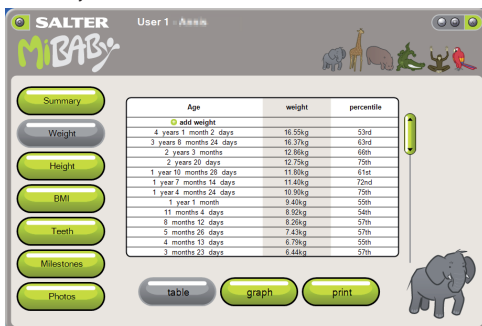 SALTER User 1 -
MiBABY
Summary
Weight
Height
BMI
Teeth
Milestones
Photos
Age weight percentile
add weight
4 years 1 month 2 days 16.55kg 53rd
3 years 8 months 24 days 16.37kg 63rd
2 years 3 months 12.86kg 66th
2 years 20 days 12.75kg 75th
1 year 10 months 28 days 11.80kg 61st
1 year 7 months 14 days 11.40kg 72nd
1 year 4 months 24 days 10.90kg 75th
1 year 1 month 9.40kg 55th
11 months 4 days 8.92kg 54th
8 months 12 days 8.26kg 57th
5 months 26 days 7.43kg 57th
4 months 13 days 6.79kg 55th
3 months 23 days 6.44kg 57th
table graph print